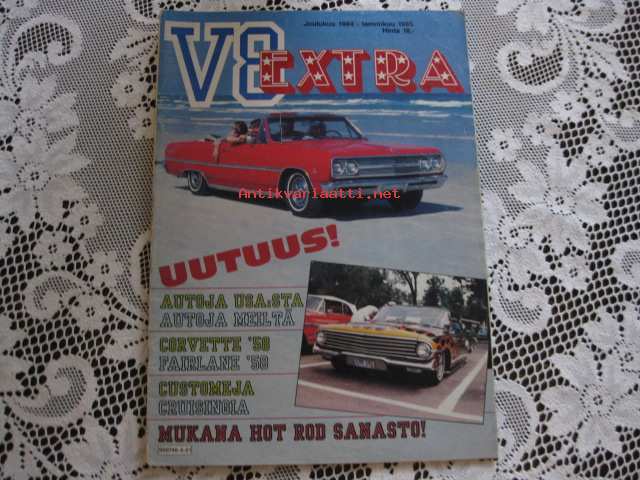 Joulukuu 1984 - tammikuu 1985
Hinta 18,-
V8 EXTRA
Antikvariaatti.net
UUTUUS!
AUTOJA USA:STA
AUTOJA MEILTÄ
CORVETTE '58
FAIRLANE '58
CUSTOMEJA
CRUISINGIA
MUKANA HOT ROD SANASTO!